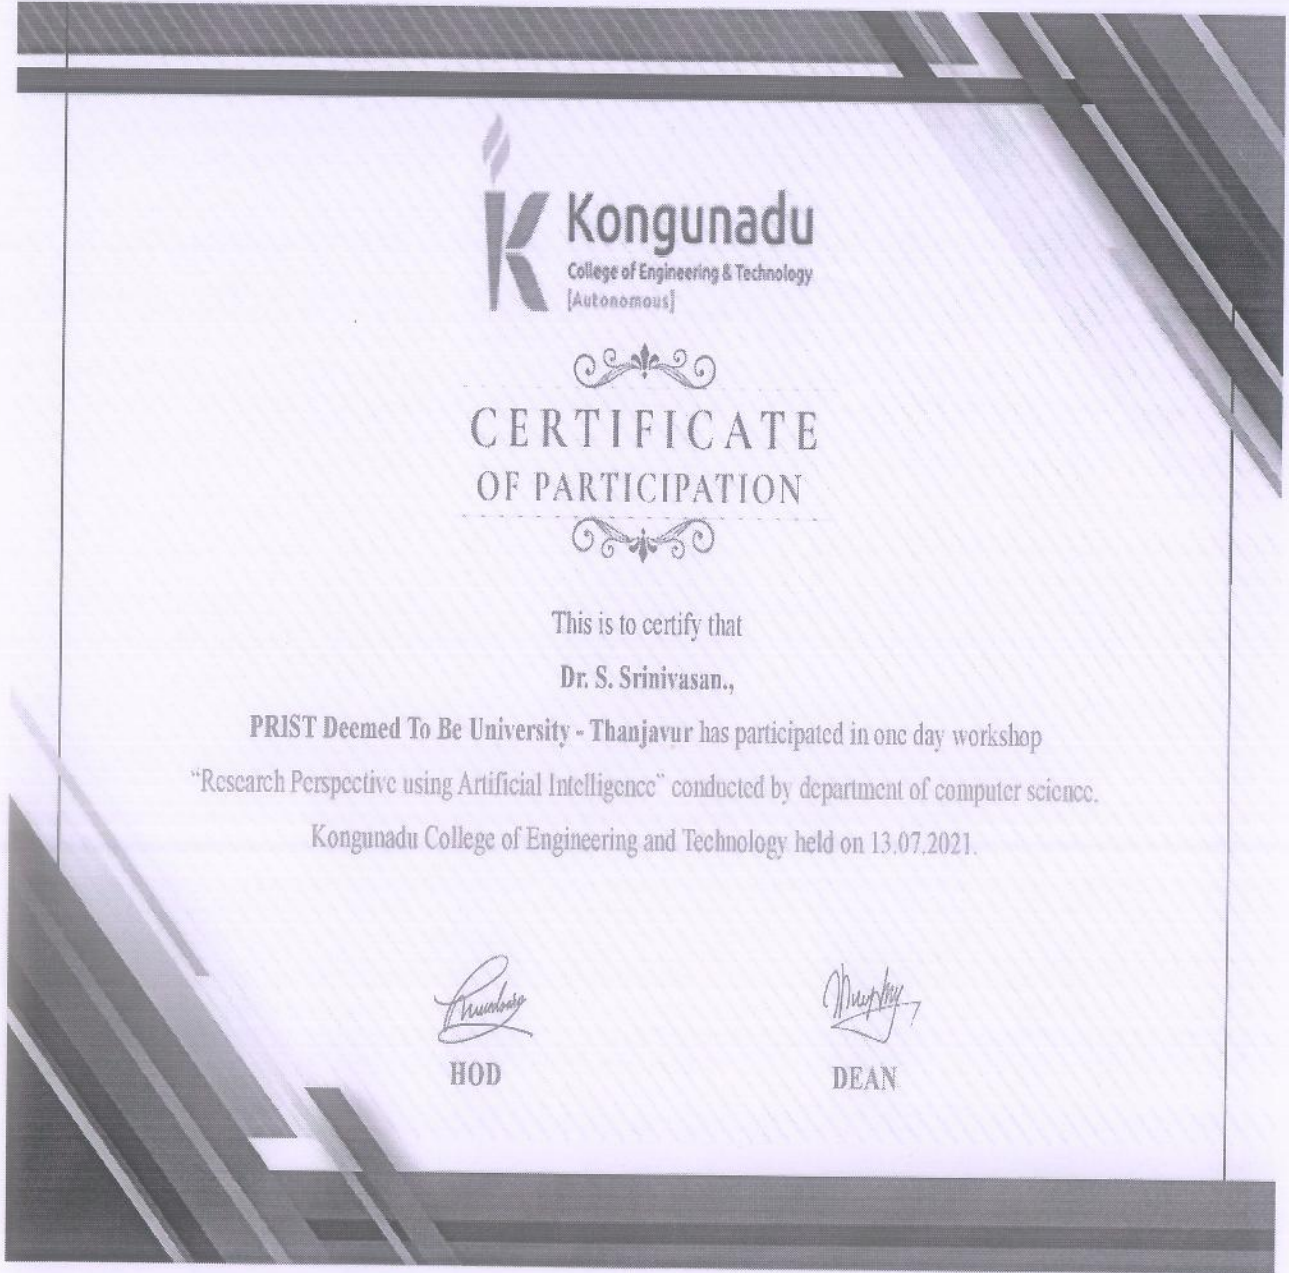 Kongunadu
College of Engineering & Technology
[Autonomous]
CERTIFICATE
OF PARTICIPATION
This is to certify that
Dr. S. Srinivasan.,
PRIST Deemed To Be University - Thanjavur has participated in one day workshop
“Research Perspective using Artificial Intelligence” conducted by department of computer science.
Kongunadu College of Engineering and Technology held on 13.07.2021.
HOD
DEAN